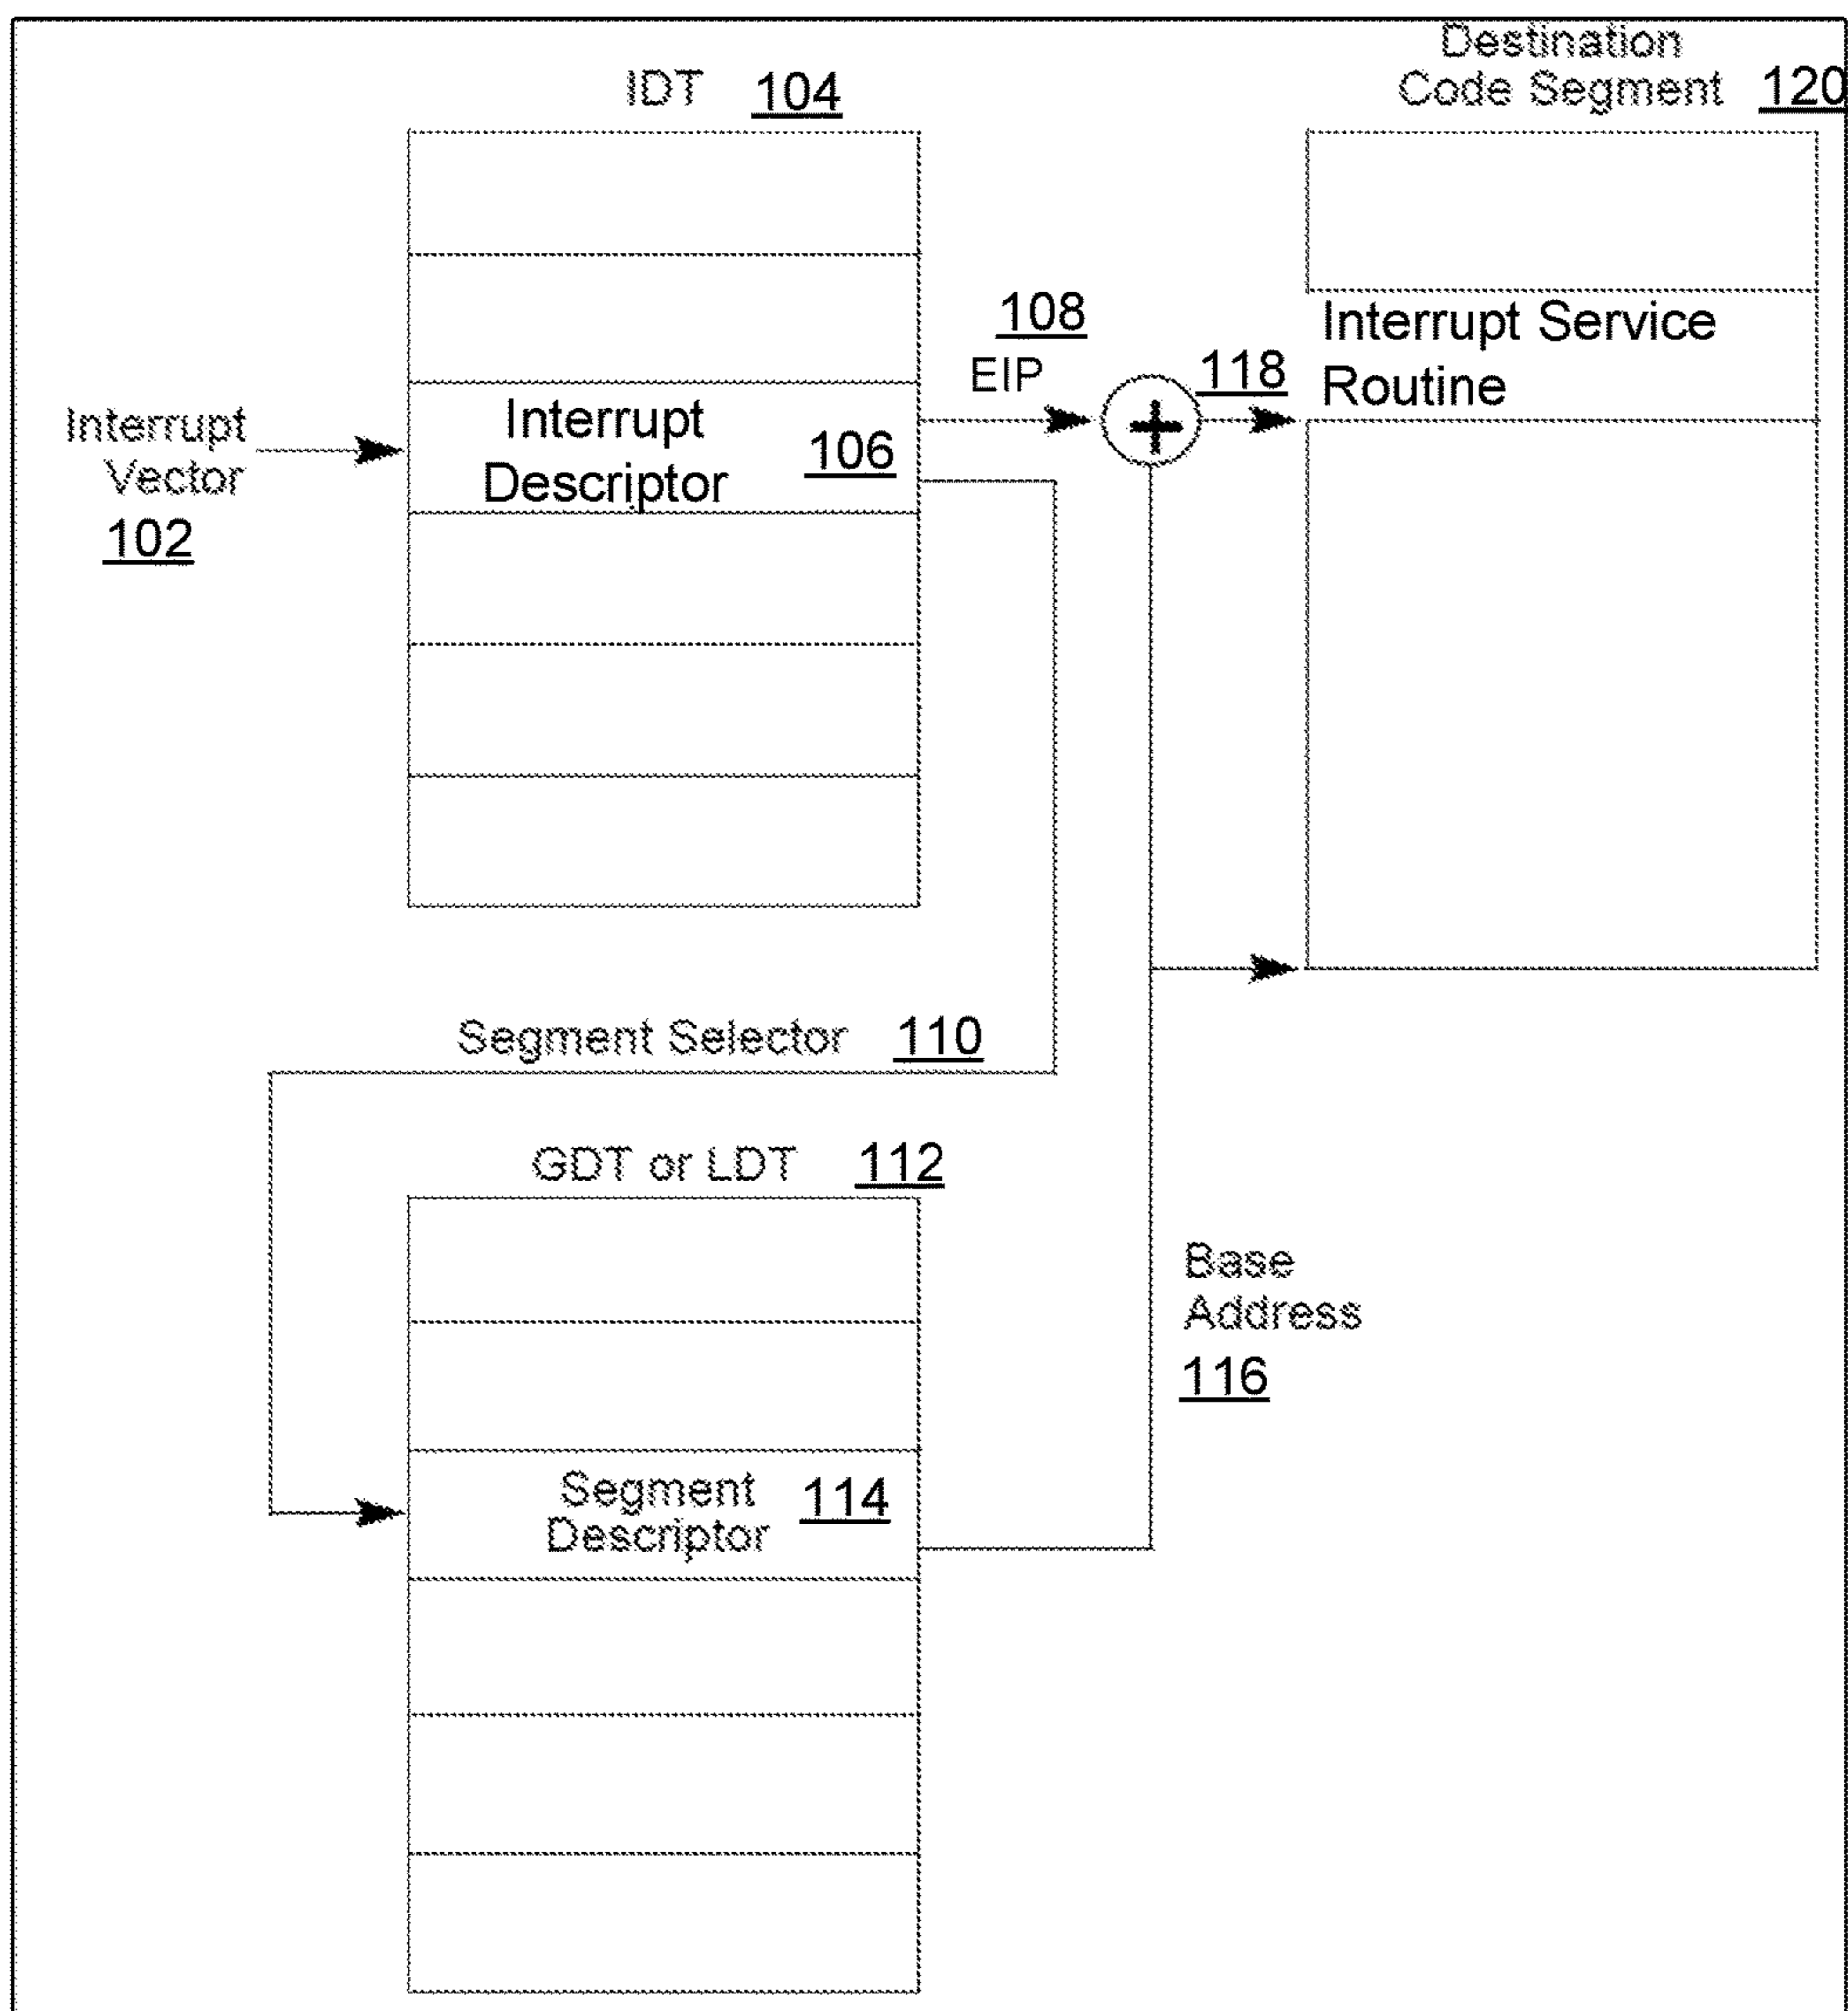 Destination
Code Segment 120
IDT 104
108
EIP
118
Interrupt Service
Routine
Interrupt
Vector
102
Interrupt
Descriptor
106
+
Segment Selector 110
GDT or LDT 112
Base
Address
116
Segment
Descriptor
114